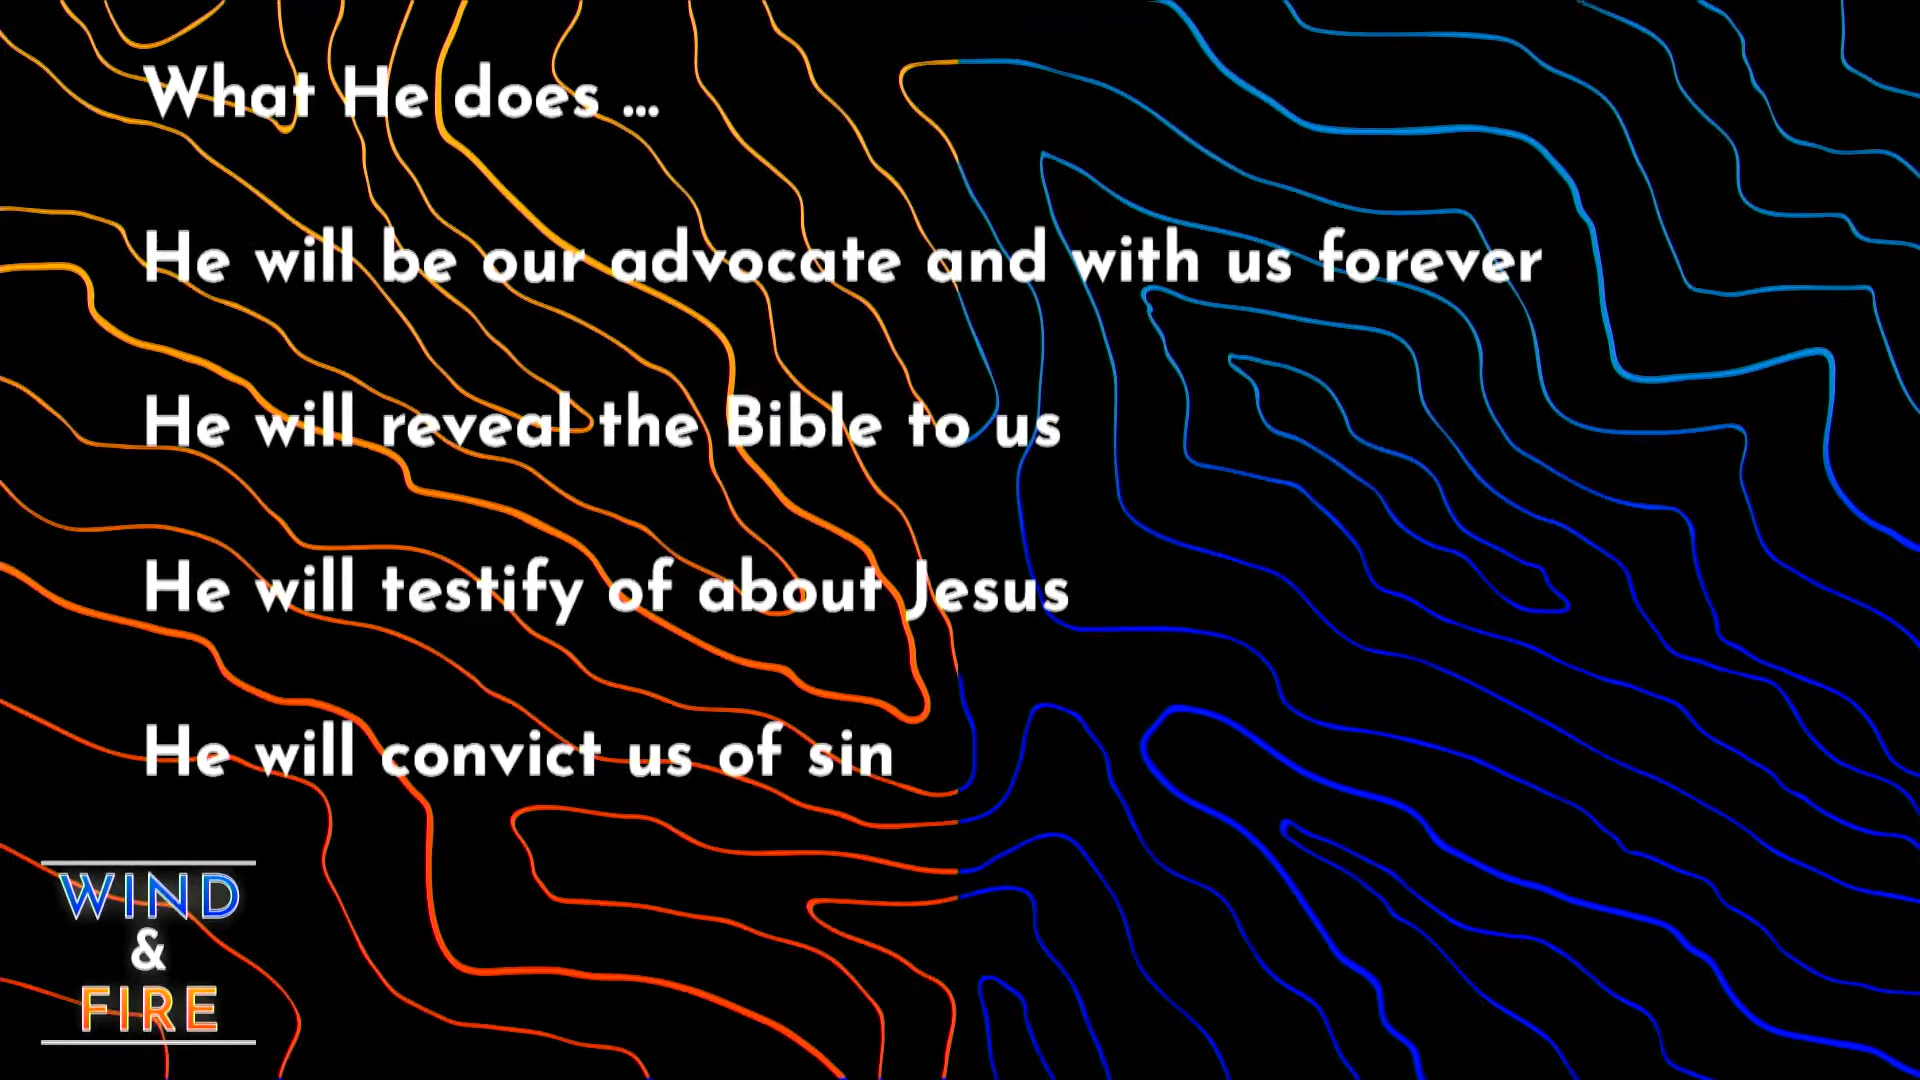 What He does ...
He will be our advocate and with us forever
He will reveal the Bible to us
He will testify of about Jesus
He will convict us of sin
WIND
&
FIRE